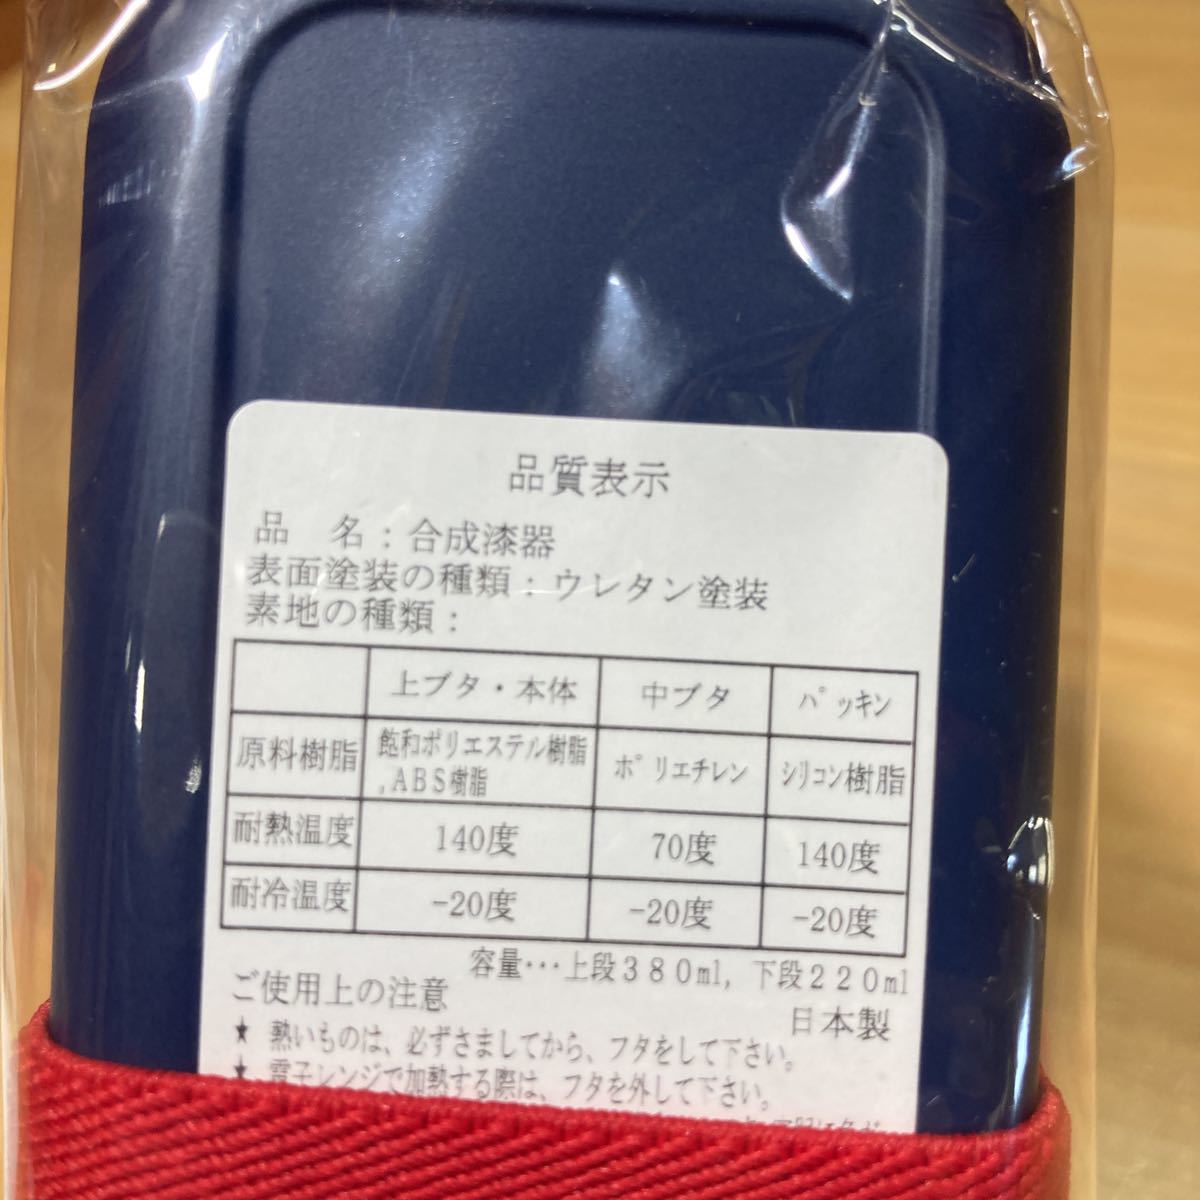 品質表示
品　名：合成漆器
表面塗装の種類：ウレタン塗装
素地の種類：
上ブタ・本体 中ブタ パッキン
原料樹脂 飽和ポリエステル樹脂,ABS樹脂 ポリエチレン シリコン樹脂
耐熱温度 140度 70度 140度
耐冷温度 -20度 -20度 -20度
容量･･･上段３８０ml, 下段２２０ml
ご使用上の注意
日本製
★ 熱いものは、必ずさましてから、フタをして下さい。
★ 電子レンジで加熱する際は、フタを外して下さい。